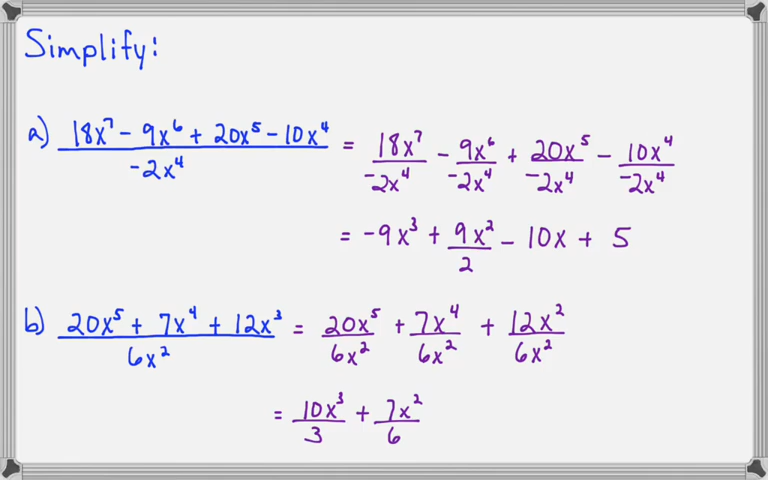 Simplify:
a) (18x⁷ - 9x⁶ + 20x⁵ - 10x⁴)/(-2x⁴) = 18x⁷/(-2x⁴) - 9x⁶/(-2x⁴) + 20x⁵/(-2x⁴) - 10x⁴/(-2x⁴)
= -9x³ + 9x²/2 - 10x + 5
b) (20x⁵ + 7x⁴ + 12x³)/(6x²) = 20x⁵/(6x²) + 7x⁴/(6x²) + 12x²/(6x²)
= 10x³/3 + 7x²/6